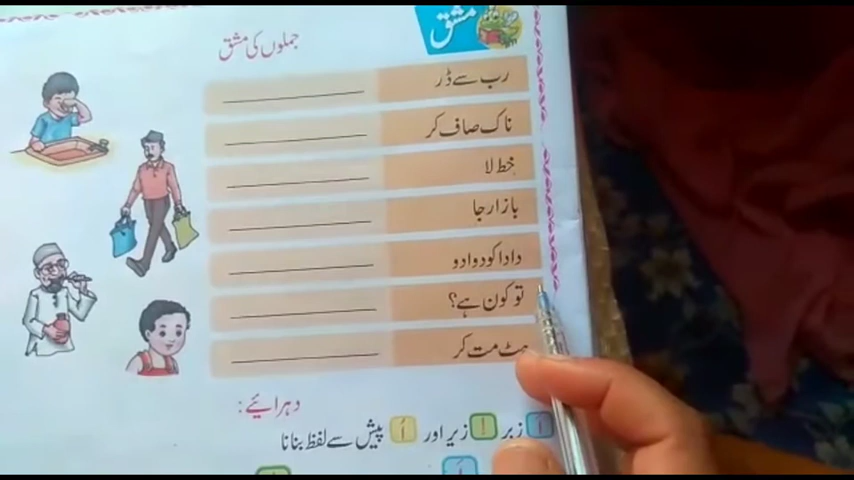 مشق
جملوں کی مشق
رب سے ڈر
ناک صاف کر
خط لا
بازار جا
دادا کو دوا دو
تو کون ہے؟
ہٹ مت کر
دہرائیے:
اَ زبر اِ زیر اور اُ پیش سے لفظ بنانا